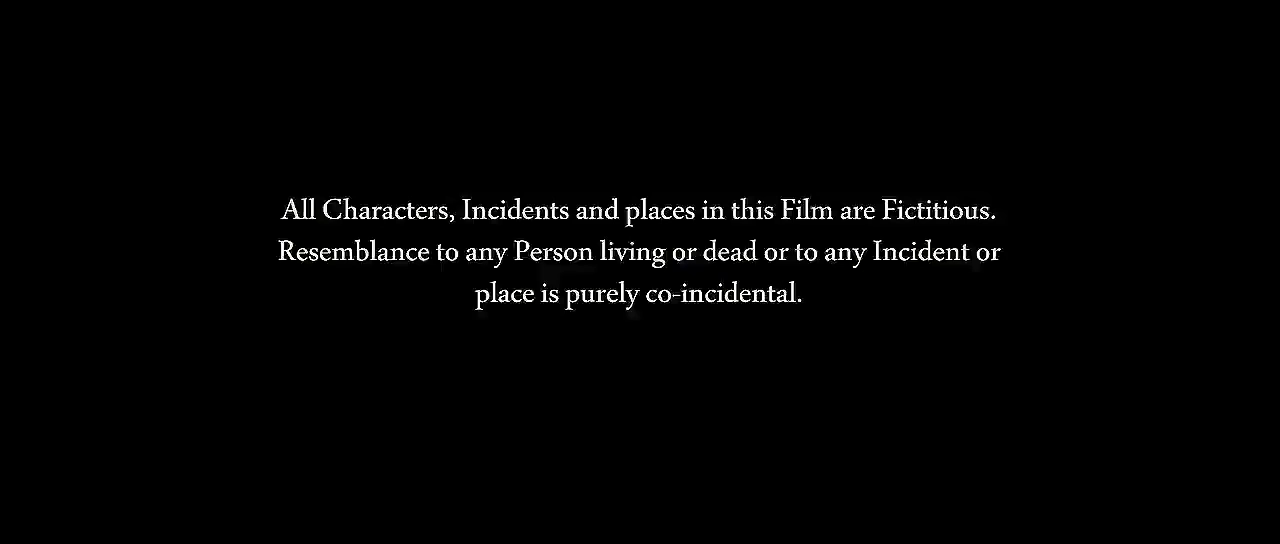 All Characters, Incidents and places in this Film are Fictitious.
Resemblance to any Person living or dead or to any Incident or
place is purely co-incidental.